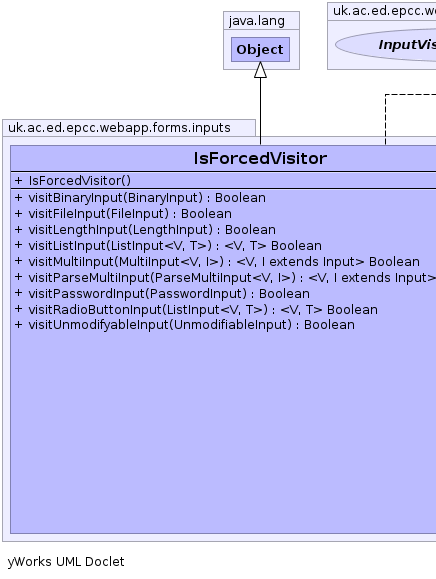 java.lang
Object
uk.ac.ed.epcc.we
InputVis
uk.ac.ed.epcc.webapp.forms.inputs
IsForcedVisitor
+ IsForcedVisitor()
+ visitBinaryInput(BinaryInput) : Boolean
+ visitFileInput(FileInput) : Boolean
+ visitLengthInput(LengthInput) : Boolean
+ visitListInput(ListInput<V, T>) : <V, T> Boolean
+ visitMultiInput(MultiInput<V, I>) : <V, I extends Input> Boolean
+ visitParseMultiInput(ParseMultiInput<V, I>) : <V, I extends Input>
+ visitPasswordInput(PasswordInput) : Boolean
+ visitRadioButtonInput(ListInput<V, T>) : <V, T> Boolean
+ visitUnmodifyableInput(UnmodifiableInput) : Boolean
yWorks UML Doclet